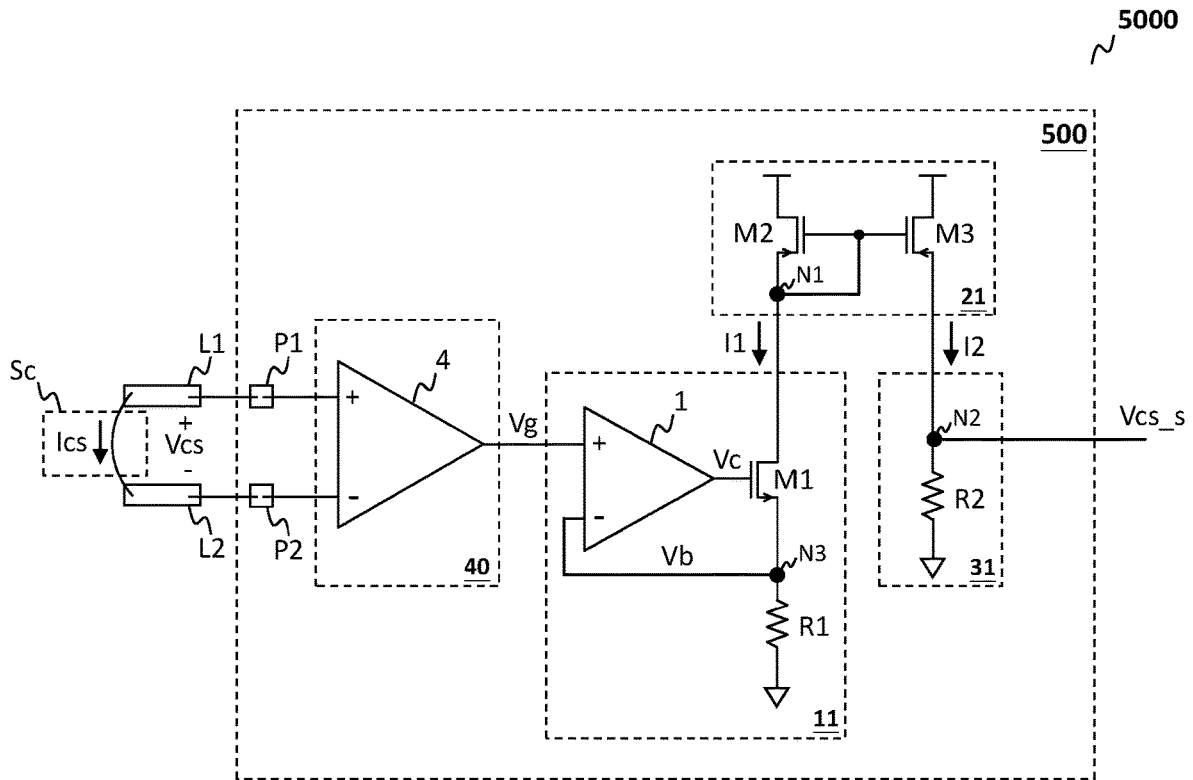 5000
500
M2
M3
N1
21
I1
I2
L1
P1
4
Sc
Ics
+
Vcs
-
+
-
Vg
1
+
-
Vc
M1
N2
Vcs_s
R2
L2
P2
40
Vb
N3
31
R1
11